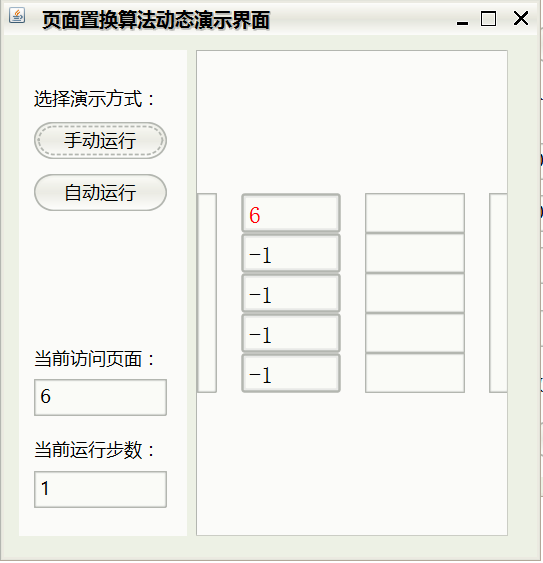 页面置换算法动态演示界面
选择演示方式：
手动运行
自动运行
当前访问页面：
6
当前运行步数：
1
6
-1
-1
-1
-1